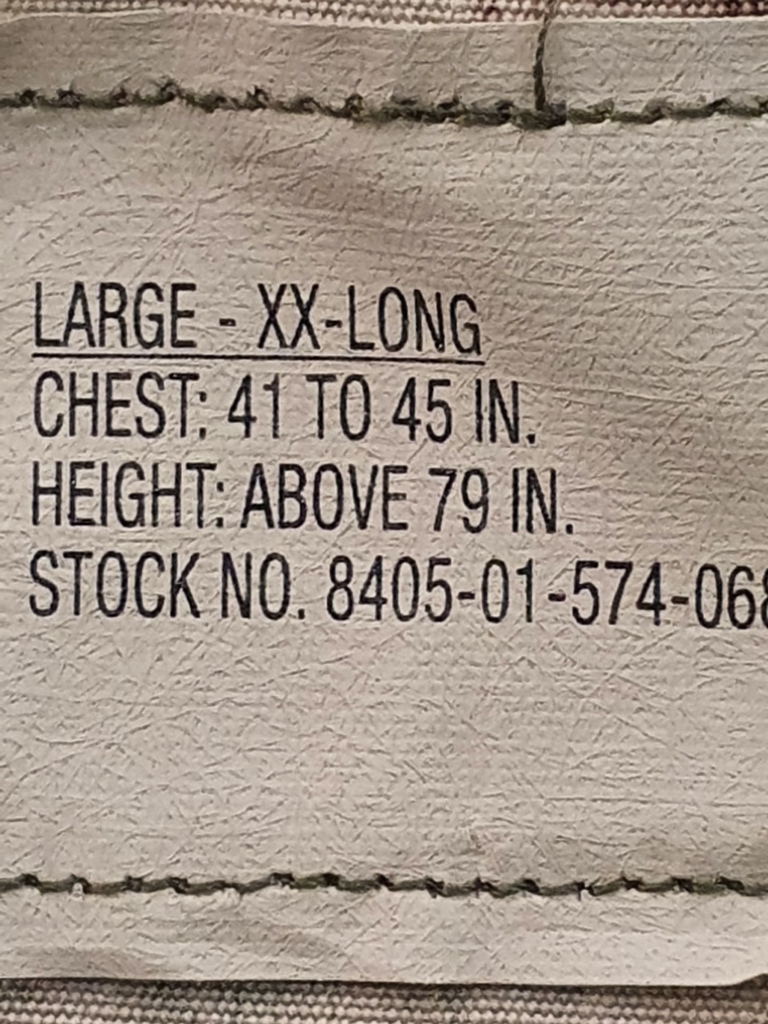 LARGE - XX-LONG
CHEST: 41 TO 45 IN.
HEIGHT: ABOVE 79 IN.
STOCK NO. 8405-01-574-068